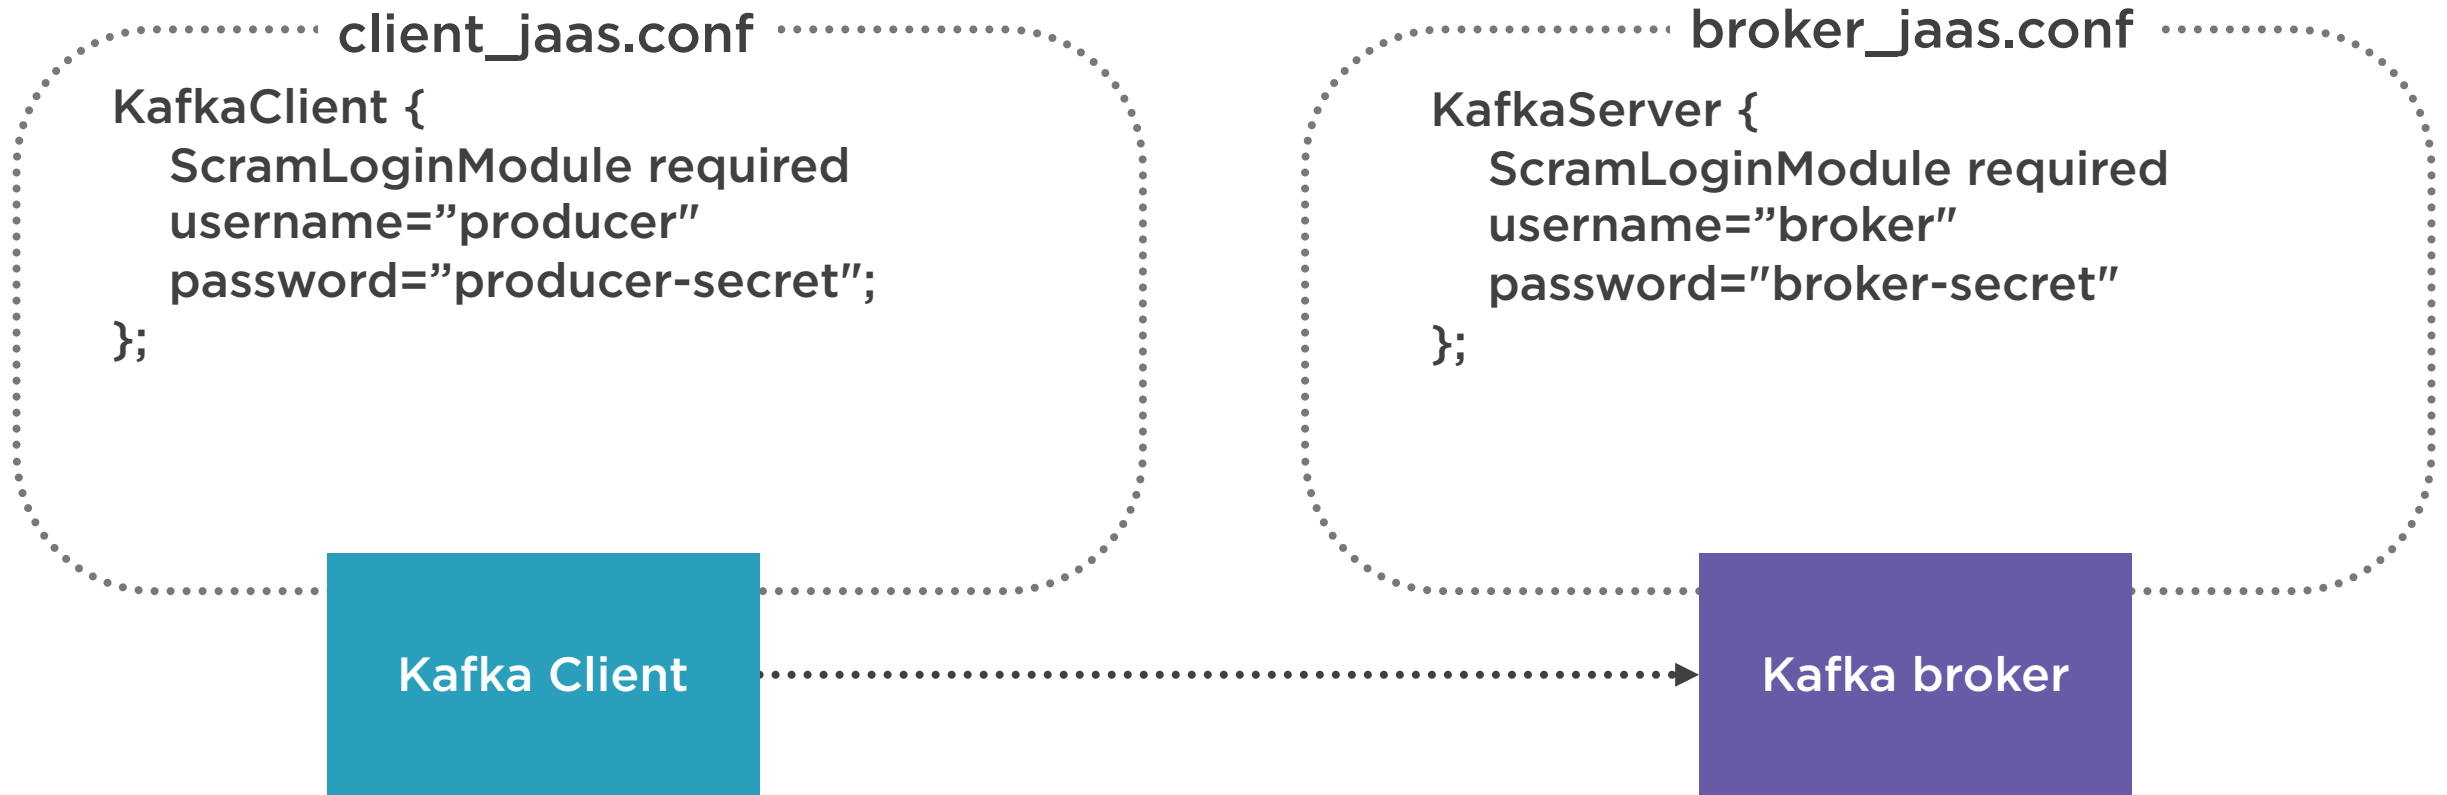 client_jaas.conf
KafkaClient {
ScramLoginModule required
username=”producer"
password=”producer-secret";
};
broker_jaas.conf
KafkaServer {
ScramLoginModule required
username=”broker"
password="broker-secret"
};
Kafka Client
Kafka broker